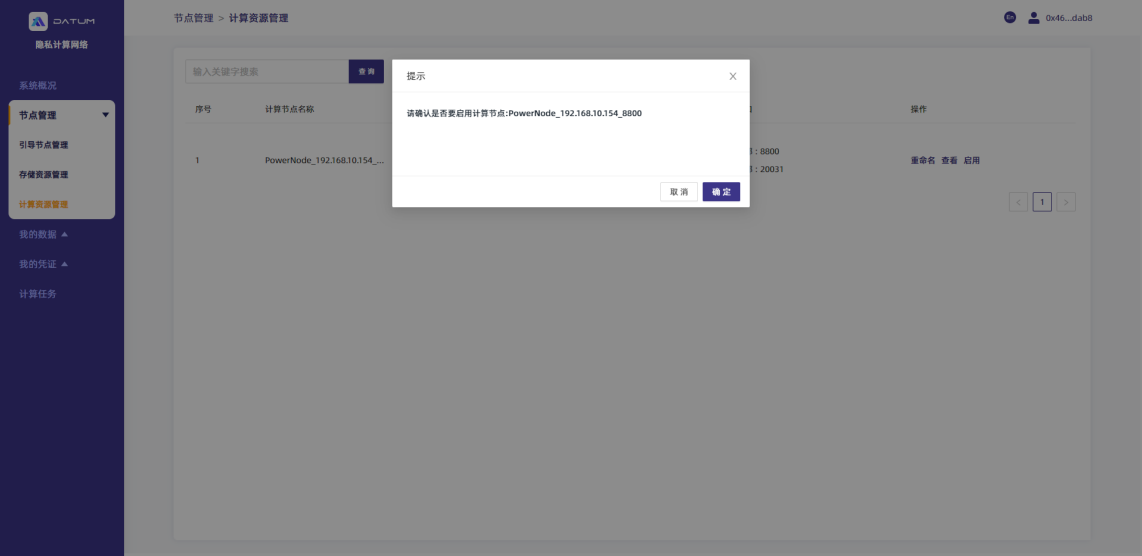 DATUM
隐私计算网络
系统概况
节点管理
引导节点管理
存储资源管理
计算资源管理
我的数据
我的凭证
计算任务
节点管理 > 计算资源管理
En
0x46...dab8
输入关键字搜索
查 询
序号
计算节点名称
操作
1
PowerNode_192.168.10.154_...
: 8800
: 20031
重命名 查看 启用
< 1 >
提示
请确认是否要启用计算节点:PowerNode_192.168.10.154_8800
取 消
确 定